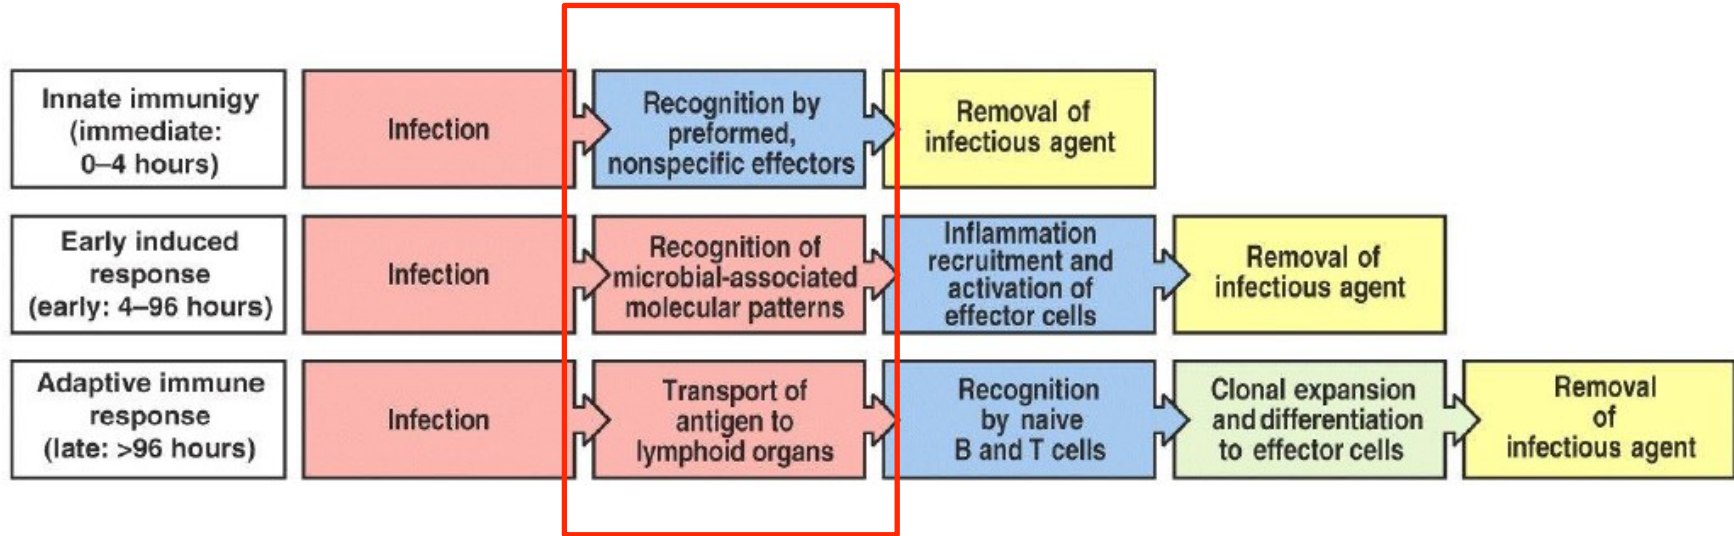 Innate immunigy
(immediate:
0–4 hours)
Infection
Recognition by
preformed,
nonspecific effectors
Removal of
infectious agent
Early induced
response
(early: 4–96 hours)
Infection
Recognition of
microbial-associated
molecular patterns
Inflammation
recruitment and
activation of
effector cells
Removal of
infectious agent
Adaptive immune
response
(late: >96 hours)
Infection
Transport of
antigen to
lymphoid organs
Recognition
by naive
B and T cells
Clonal expansion
and differentiation
to effector cells
Removal
of
infectious agent